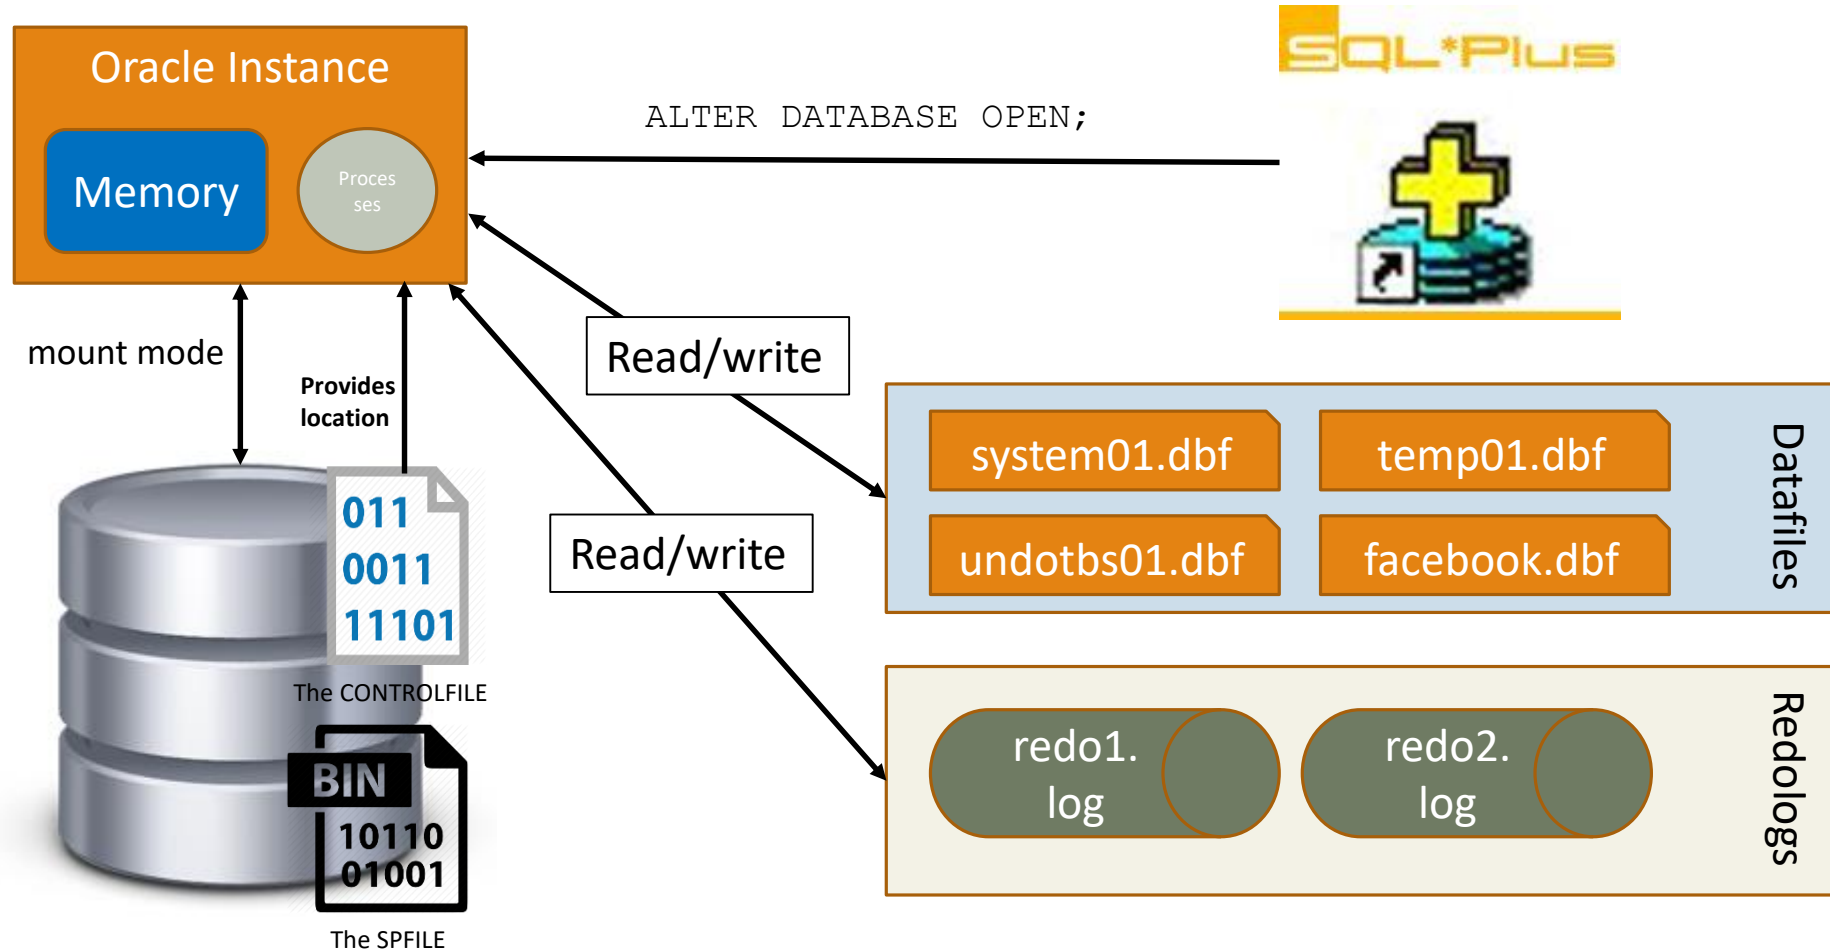 Oracle Instance
Memory
Proces
ses
SQL*Plus
ALTER DATABASE OPEN;
mount mode
Provides
location
Read/write
Read/write
011
0011
11101
The CONTROLFILE
BIN
10110
01001
The SPFILE
system01.dbf
temp01.dbf
undotbs01.dbf
facebook.dbf
Datafiles
redo1.
log
redo2.
log
Redologs